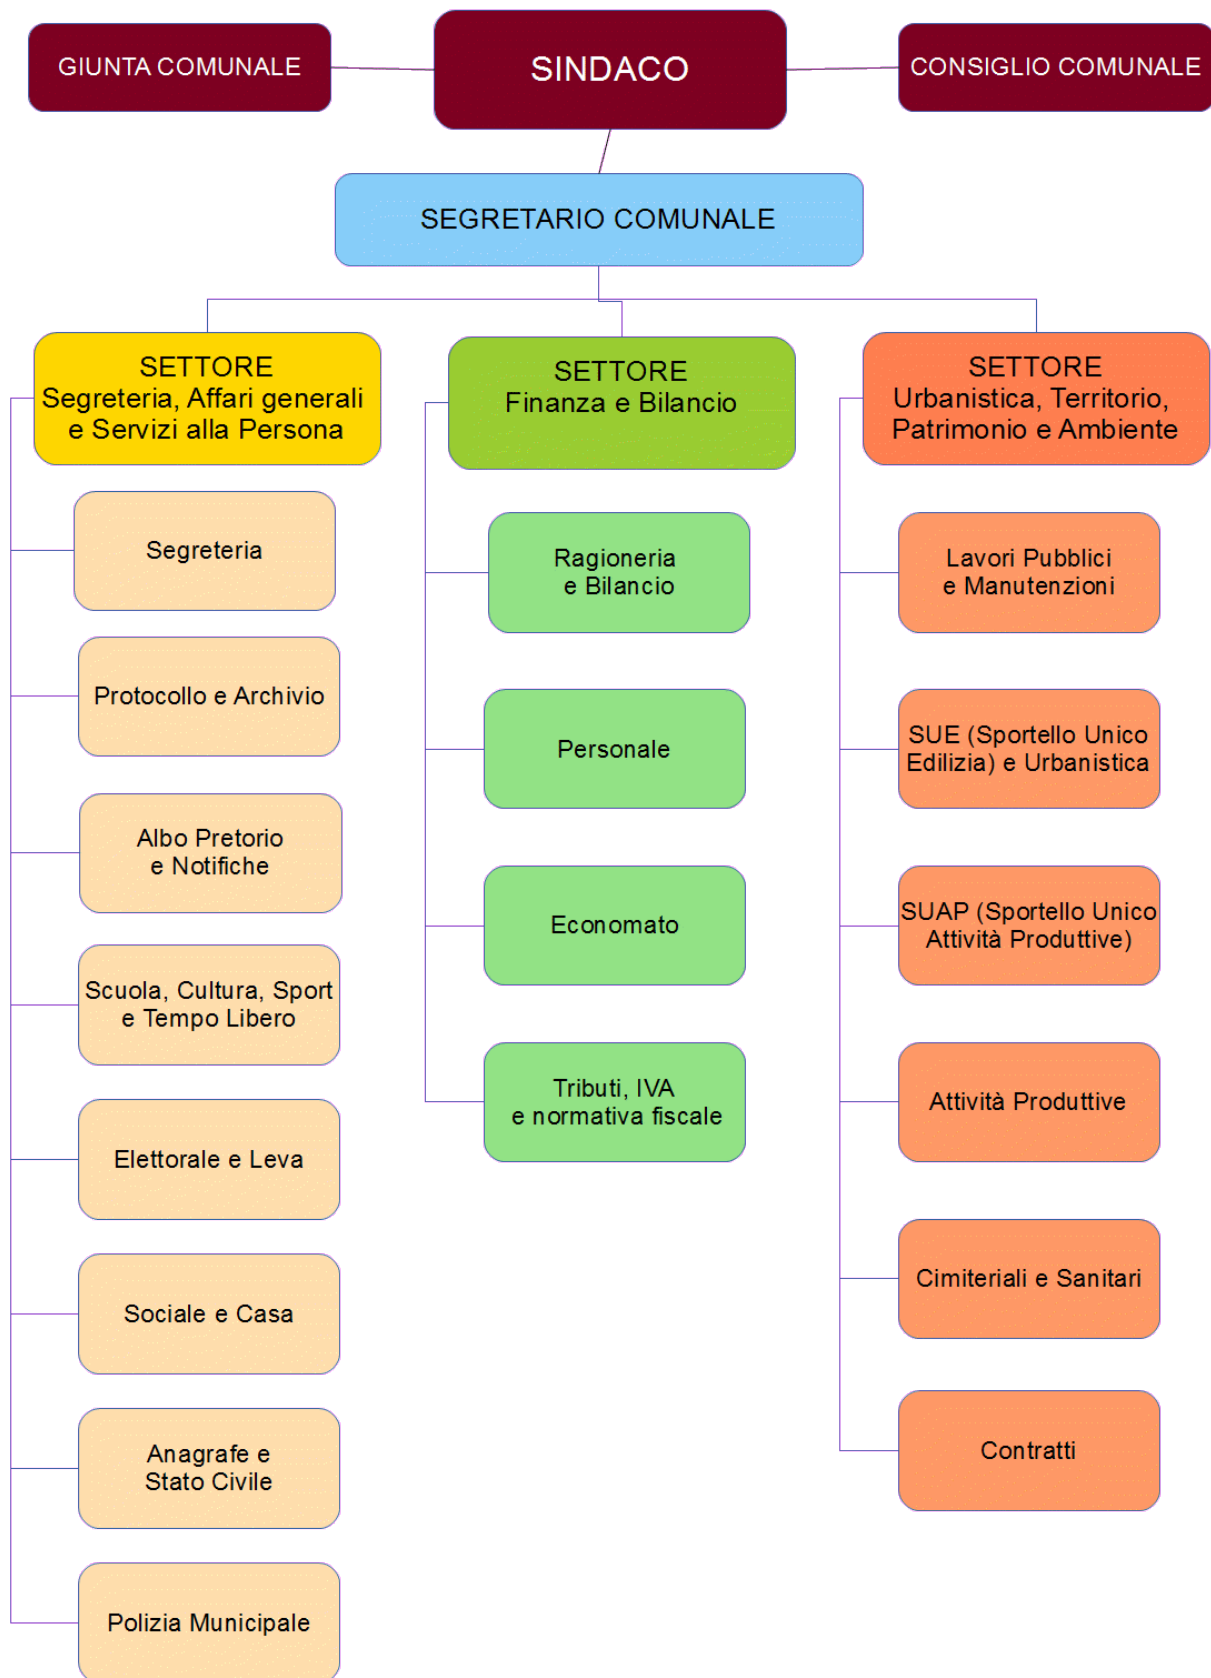 GIUNTA COMUNALE
SINDACO
CONSIGLIO COMUNALE
SEGRETARIO COMUNALE
SETTORE
Segreteria, Affari generali
e Servizi alla Persona
SETTORE
Finanza e Bilancio
SETTORE
Urbanistica, Territorio,
Patrimonio e Ambiente
Segreteria
Protocollo e Archivio
Albo Pretorio
e Notifiche
Scuola, Cultura, Sport
e Tempo Libero
Elettorale e Leva
Sociale e Casa
Anagrafe e
Stato Civile
Polizia Municipale
Ragioneria
e Bilancio
Personale
Economato
Tributi, IVA
e normativa fiscale
Lavori Pubblici
e Manutenzioni
SUE (Sportello Unico
Edilizia) e Urbanistica
SUAP (Sportello Unico
Attività Produttive)
Attività Produttive
Cimiteriali e Sanitari
Contratti